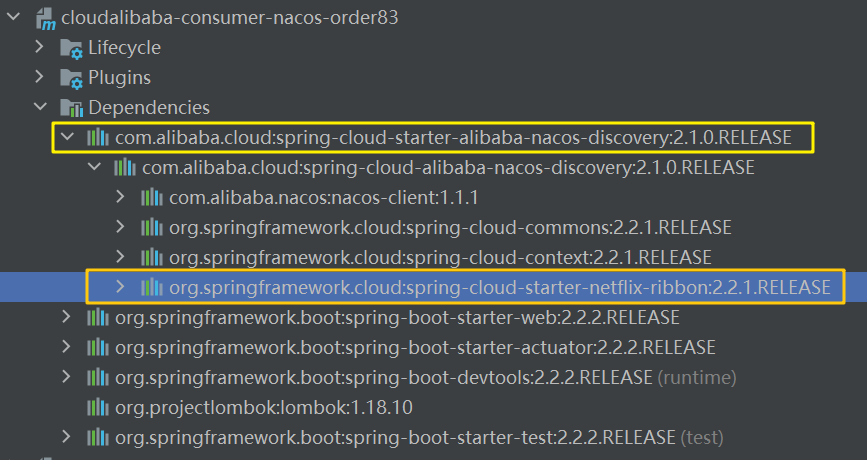 cloudalibaba-consumer-nacos-order83
Lifecycle
Plugins
Dependencies
com.alibaba.cloud:spring-cloud-starter-alibaba-nacos-discovery:2.1.0.RELEASE
com.alibaba.cloud:spring-cloud-alibaba-nacos-discovery:2.1.0.RELEASE
com.alibaba.nacos:nacos-client:1.1.1
org.springframework.cloud:spring-cloud-commons:2.2.1.RELEASE
org.springframework.cloud:spring-cloud-context:2.2.1.RELEASE
org.springframework.cloud:spring-cloud-starter-netflix-ribbon:2.2.1.RELEASE
org.springframework.boot:spring-boot-starter-web:2.2.2.RELEASE
org.springframework.boot:spring-boot-starter-actuator:2.2.2.RELEASE
org.springframework.boot:spring-boot-devtools:2.2.2.RELEASE (runtime)
org.projectlombok:lombok:1.18.10
org.springframework.boot:spring-boot-starter-test:2.2.2.RELEASE (test)